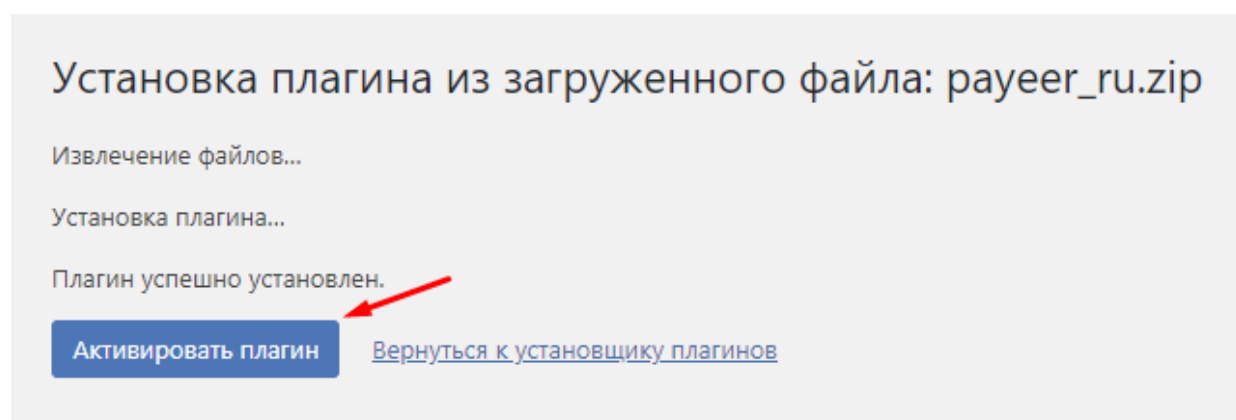 Установка плагина из загруженного файла: payeer_ru.zip
Извлечение файлов...
Установка плагина...
Плагин успешно установлен.
Активировать плагин Вернуться к установщику плагинов